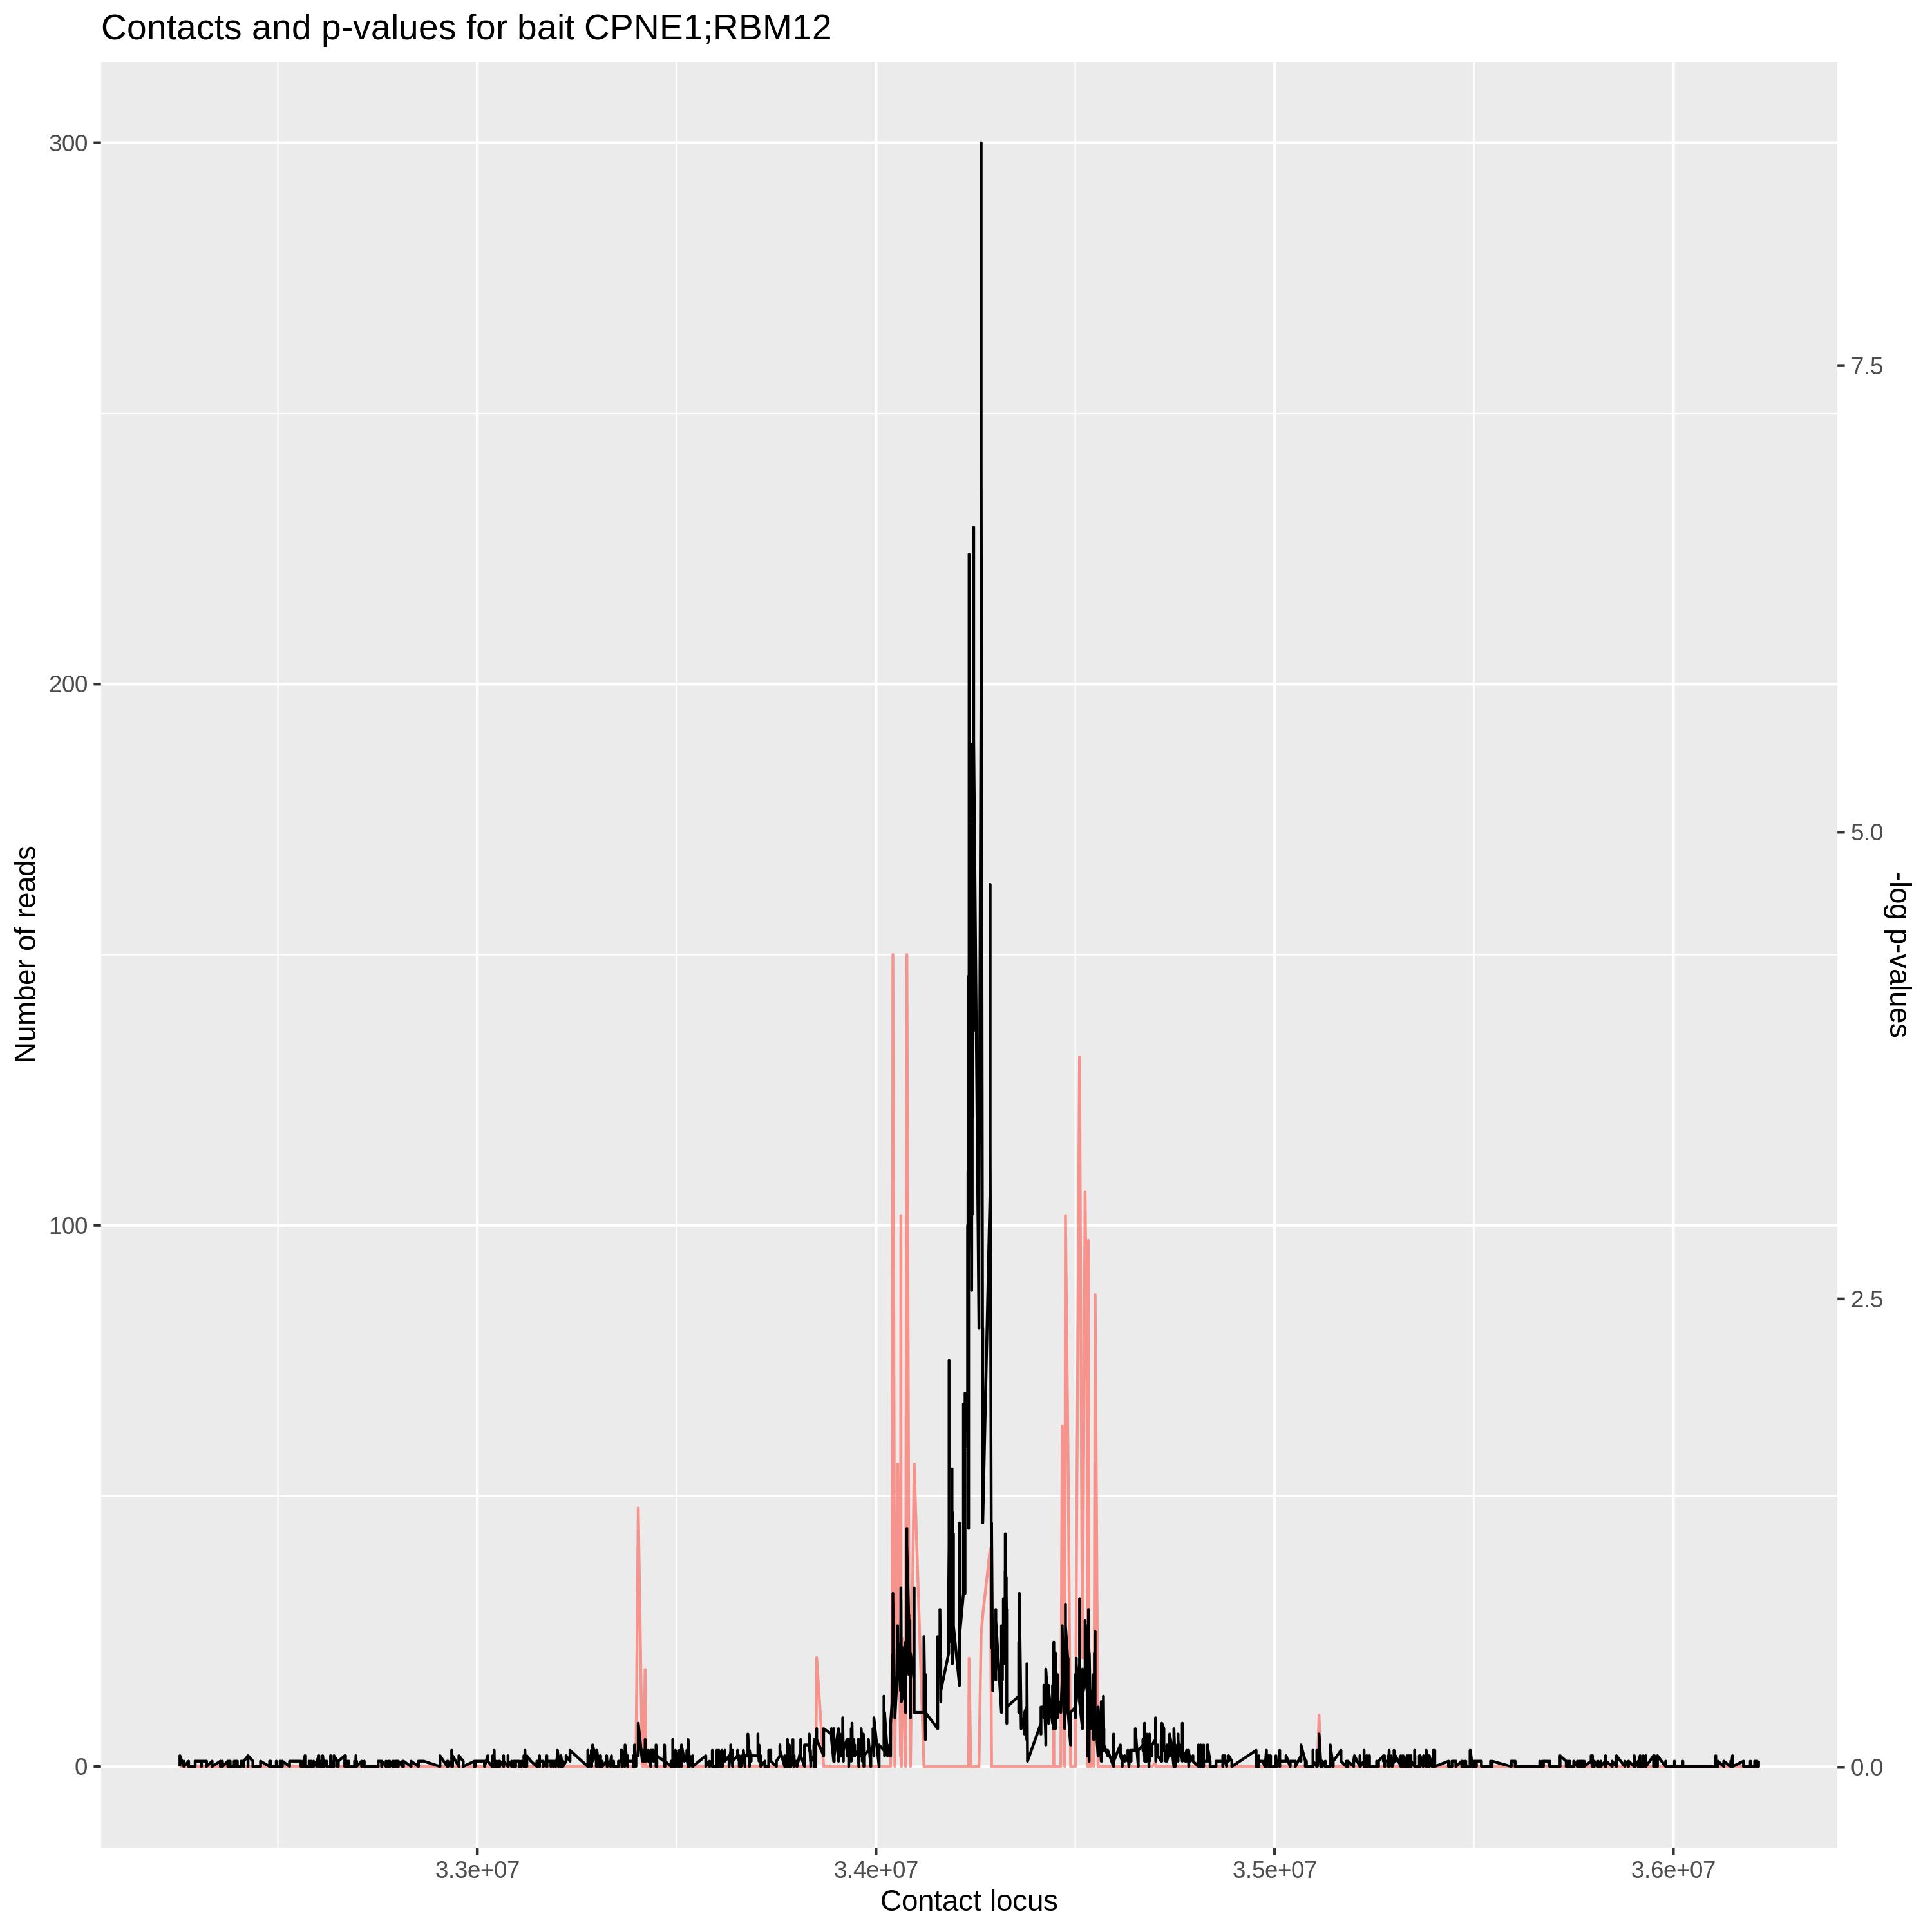 Contacts and p-values for bait CPNE1;RBM12
300
200
100
0
Number of reads
7.5
5.0
2.5
0.0
-log p-values
3.3e+07
3.4e+07
3.5e+07
3.6e+07
Contact locus